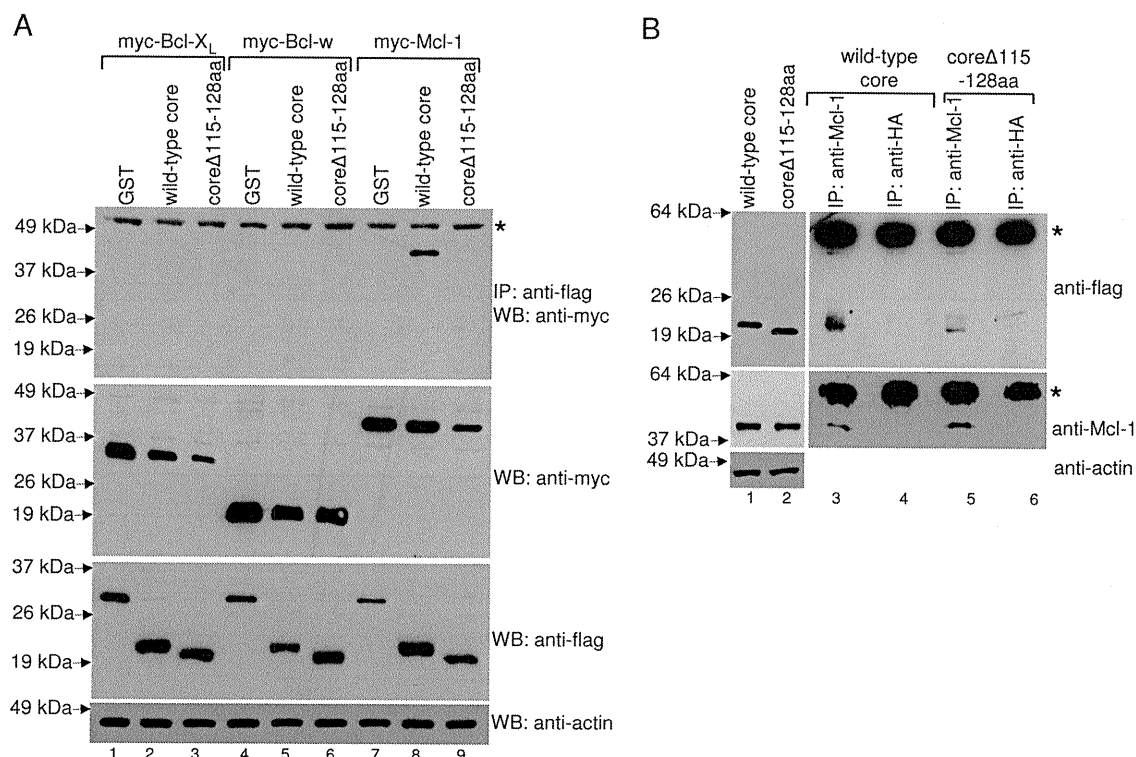 A
myc-Bcl-XL
myc-Bcl-w
myc-Mcl-1
GST
wild-type core
coreΔ115-128aa
GST
wild-type core
coreΔ115-128aa
GST
wild-type core
coreΔ115-128aa
49 kDa
37 kDa
26 kDa
19 kDa
*
IP: anti-flag
WB: anti-myc
49 kDa
37 kDa
26 kDa
19 kDa
WB: anti-myc
37 kDa
26 kDa
19 kDa
WB: anti-flag
49 kDa
WB: anti-actin
1 2 3 4 5 6 7 8 9
B
wild-type core
coreΔ115-128aa
wild-type
core
coreΔ115
-128aa
IP: anti-Mcl-1
IP: anti-HA
IP: anti-Mcl-1
IP: anti-HA
64 kDa
26 kDa
19 kDa
*
anti-flag
64 kDa
37 kDa
*
anti-Mcl-1
49 kDa
anti-actin
1 2 3 4 5 6